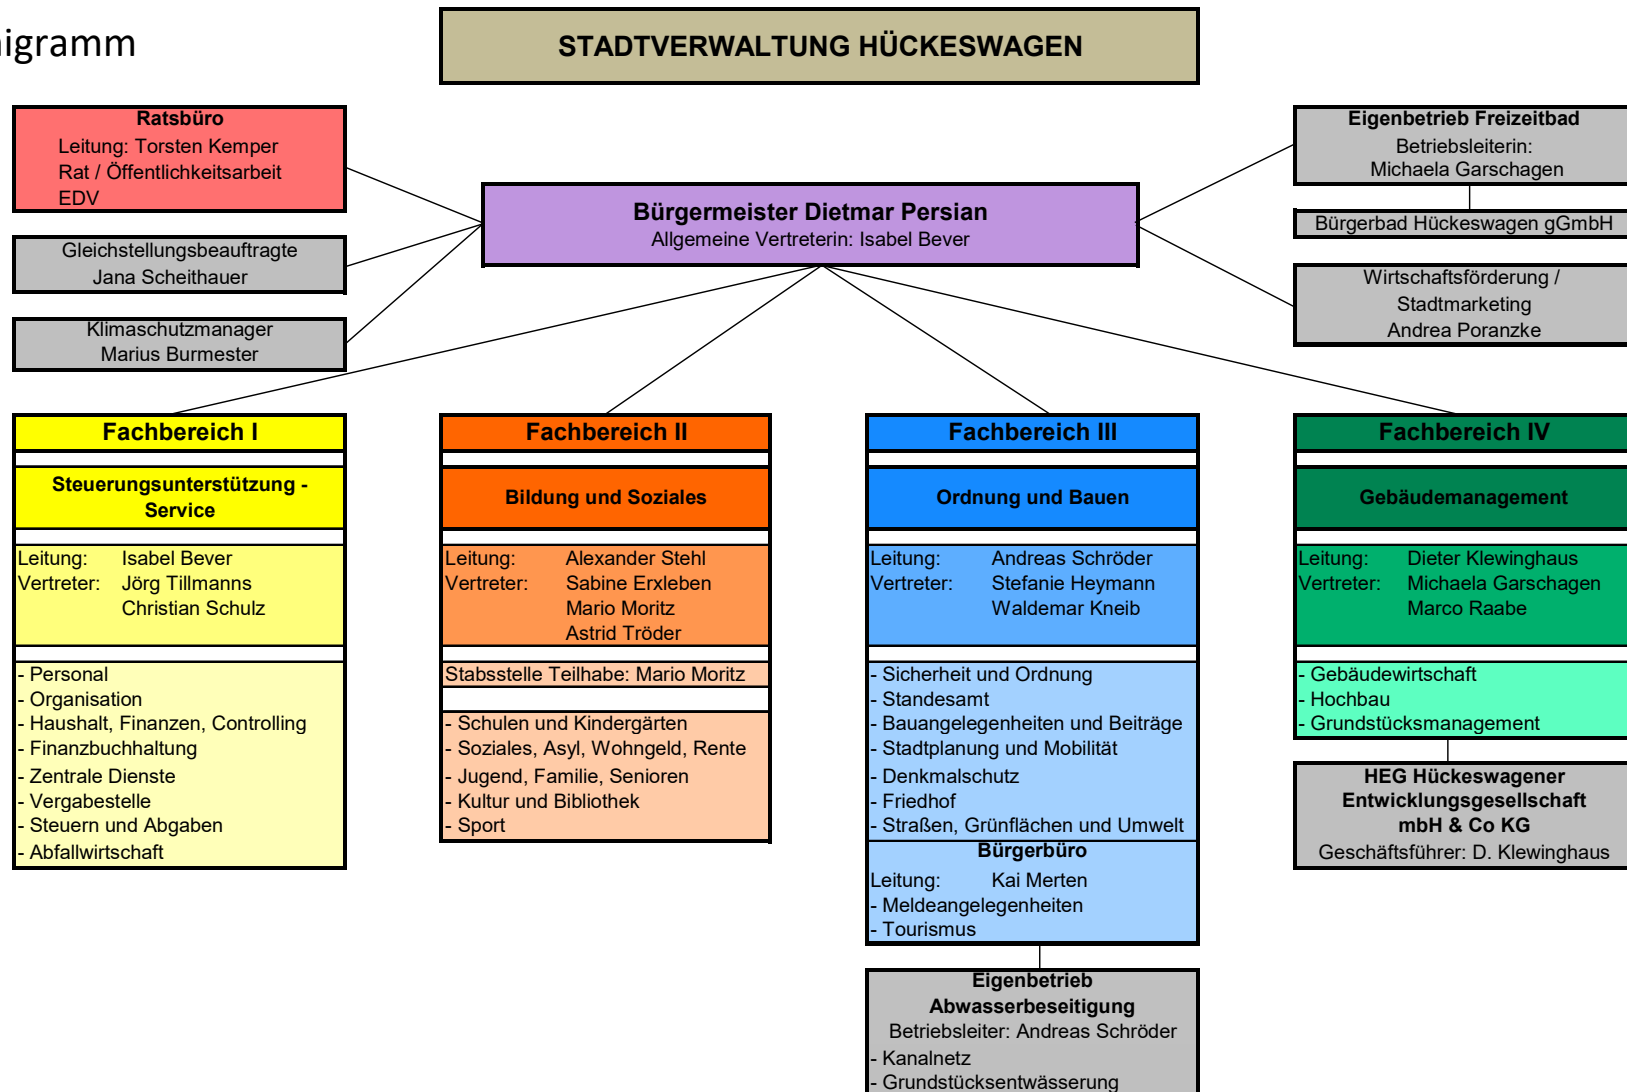 nigramm
STADTVERWALTUNG HÜCKESWAGEN
Ratsbüro
Leitung: Torsten Kemper
Rat / Öffentlichkeitsarbeit
EDV
Gleichstellungsbeauftragte
Jana Scheithauer
Klimaschutzmanager
Marius Burmester
Bürgermeister Dietmar Persian
Allgemeine Vertreterin: Isabel Bever
Eigenbetrieb Freizeitbad
Betriebsleiterin:
Michaela Garschagen
Bürgerbad Hückeswagen gGmbH
Wirtschaftsförderung /
Stadtmarketing
Andrea Poranzke
Fachbereich I
Steuerungsunterstützung -
Service
Leitung: Isabel Bever
Vertreter: Jörg Tillmanns
Christian Schulz
- Personal
- Organisation
- Haushalt, Finanzen, Controlling
- Finanzbuchhaltung
- Zentrale Dienste
- Vergabestelle
- Steuern und Abgaben
- Abfallwirtschaft
Fachbereich II
Bildung und Soziales
Leitung: Alexander Stehl
Vertreter: Sabine Erxleben
Mario Moritz
Astrid Tröder
Stabsstelle Teilhabe: Mario Moritz
- Schulen und Kindergärten
- Soziales, Asyl, Wohngeld, Rente
- Jugend, Familie, Senioren
- Kultur und Bibliothek
- Sport
Fachbereich III
Ordnung und Bauen
Leitung: Andreas Schröder
Vertreter: Stefanie Heymann
Waldemar Kneib
- Sicherheit und Ordnung
- Standesamt
- Bauangelegenheiten und Beiträge
- Stadtplanung und Mobilität
- Denkmalschutz
- Friedhof
- Straßen, Grünflächen und Umwelt
Bürgerbüro
Leitung: Kai Merten
- Meldeangelegenheiten
- Tourismus
Eigenbetrieb
Abwasserbeseitigung
Betriebsleiter: Andreas Schröder
- Kanalnetz
- Grundstücksentwässerung
Fachbereich IV
Gebäudemanagement
Leitung: Dieter Klewinghaus
Vertreter: Michaela Garschagen
Marco Raabe
- Gebäudewirtschaft
- Hochbau
- Grundstücksmanagement
HEG Hückeswagener
Entwicklungsgesellschaft
mbH & Co KG
Geschäftsführer: D. Klewinghaus